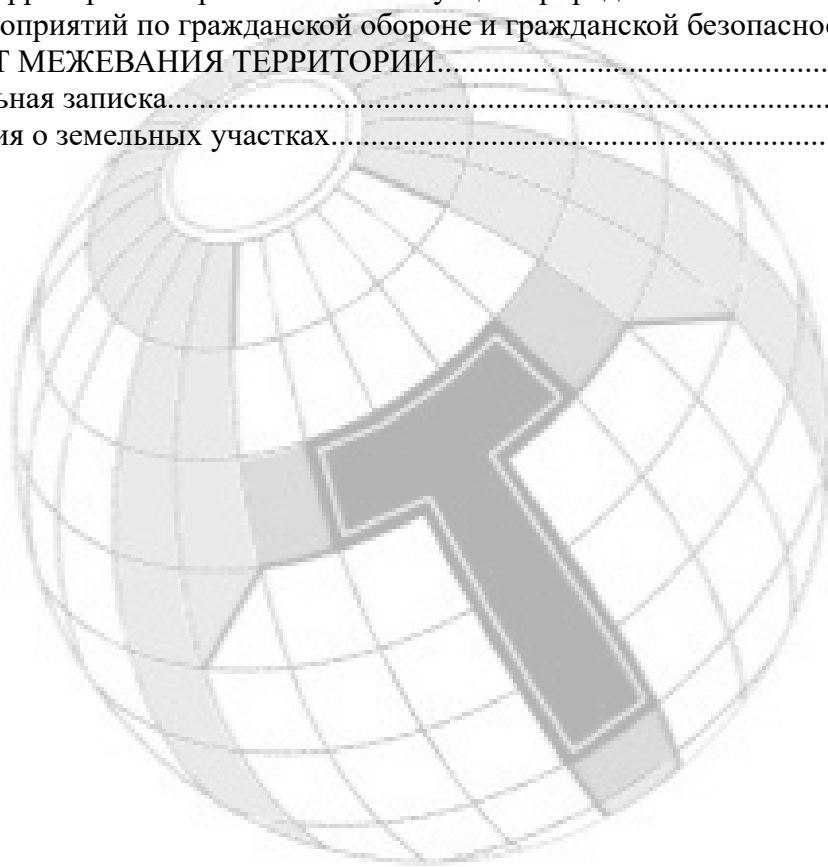 оприятий по гражданской обороне и гражданской безопасно
Т МЕЖЕВАНИЯ ТЕРРИТОРИИ
ьная записка
ия о земельных участках
Т